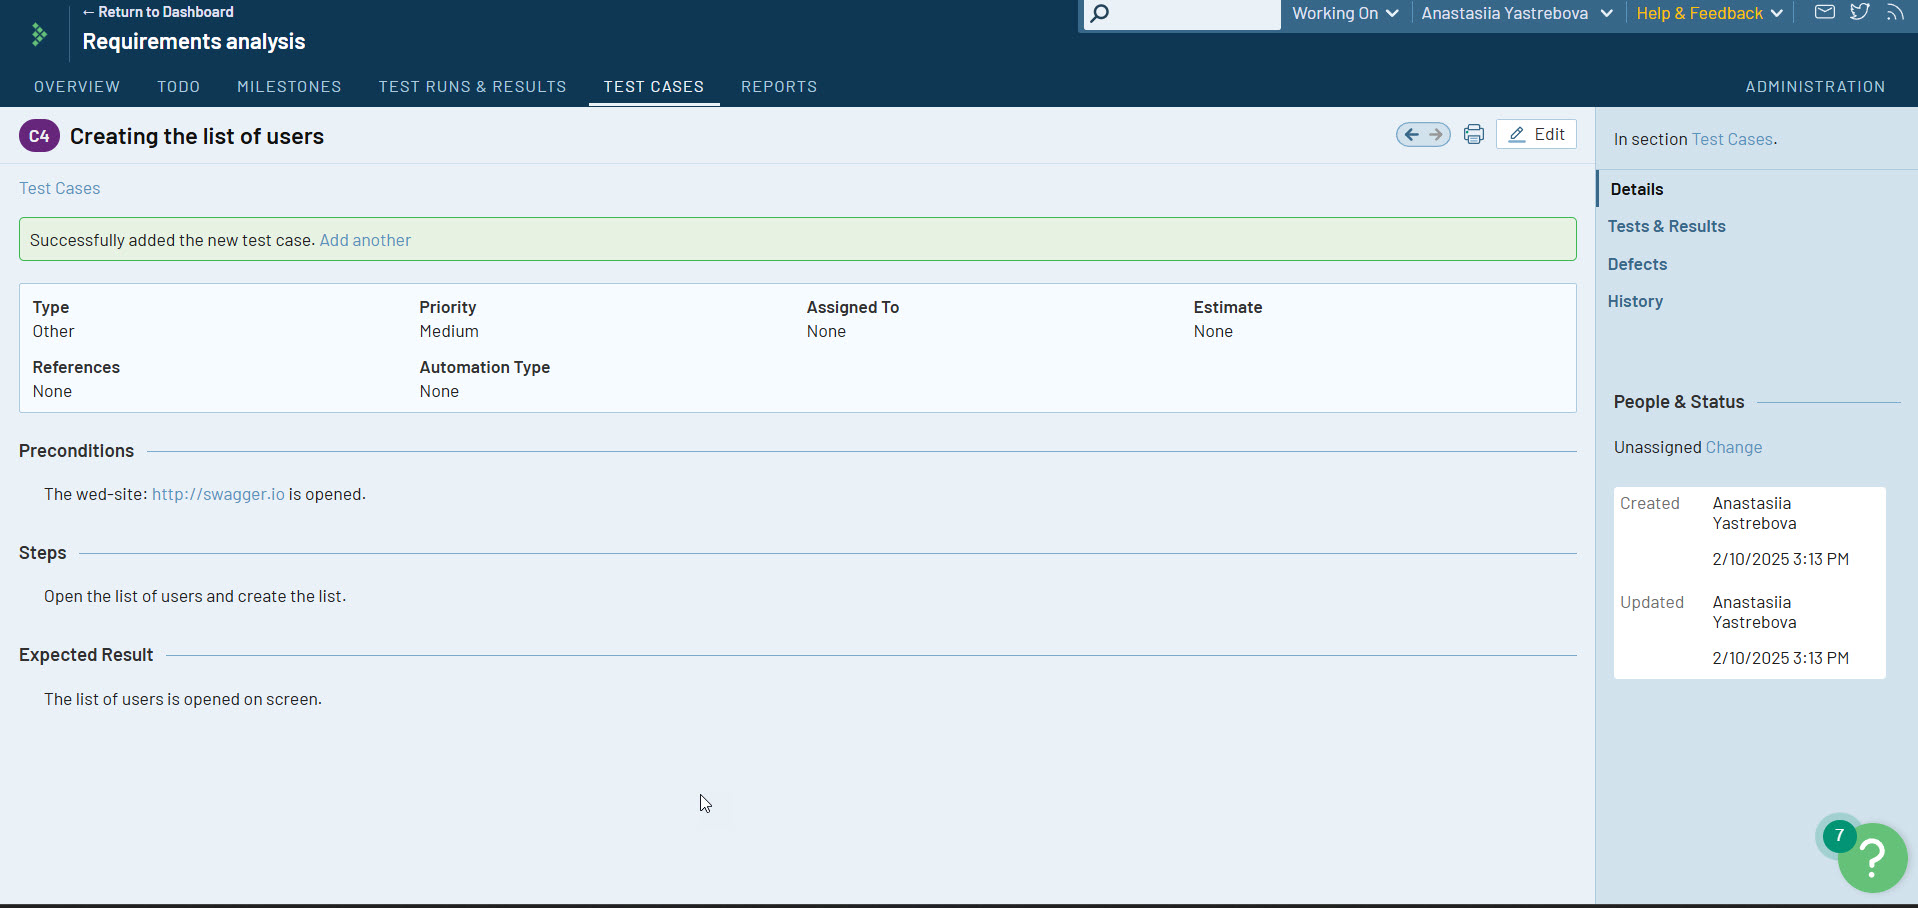 ← Return to Dashboard
Requirements analysis
Working On
Anastasiia Yastrebova
Help & Feedback
OVERVIEW
TODO
MILESTONES
TEST RUNS & RESULTS
TEST CASES
REPORTS
ADMINISTRATION
C4
Creating the list of users
Edit
Test Cases
Successfully added the new test case. Add another
Type
Priority
Assigned To
Estimate
Other
Medium
None
None
References
Automation Type
None
None
Preconditions
The wed-site: http://swagger.io is opened.
Steps
Open the list of users and create the list.
Expected Result
The list of users is opened on screen.
In section Test Cases.
Details
Tests & Results
Defects
History
People & Status
Unassigned Change
Created
Anastasiia
Yastrebova
2/10/2025 3:13 PM
Updated
Anastasiia
Yastrebova
2/10/2025 3:13 PM
7
?